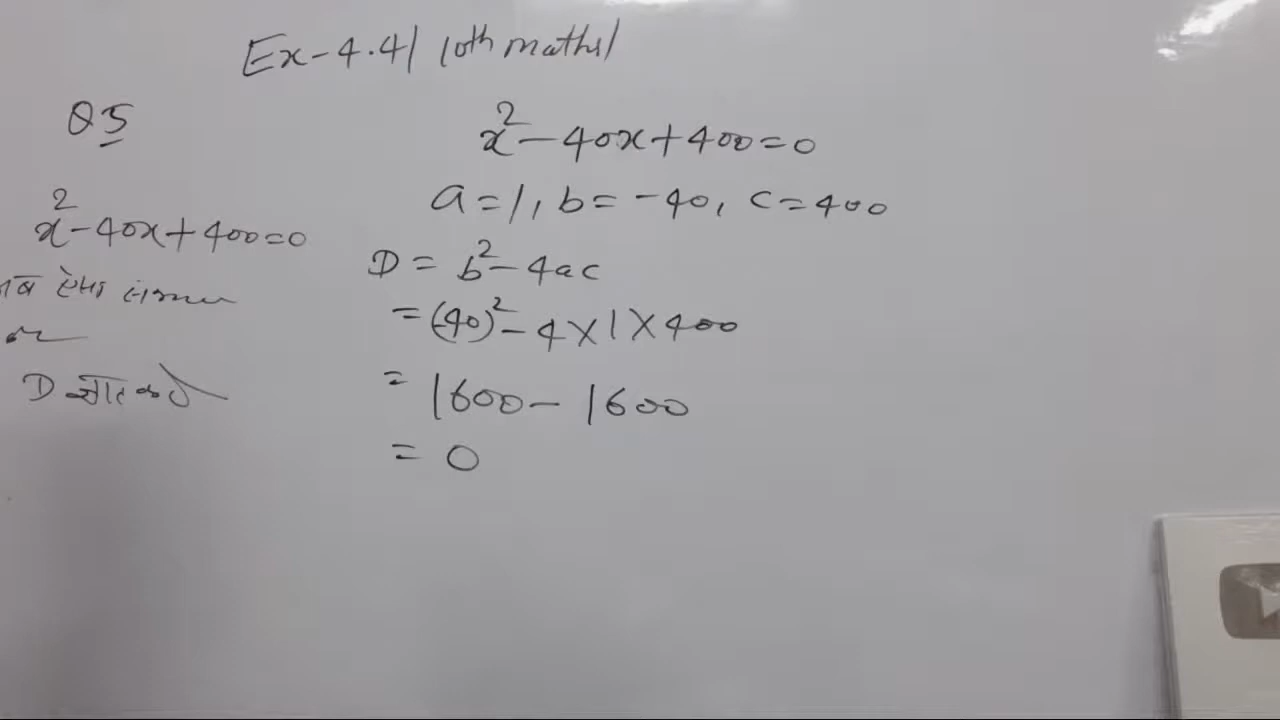 Ex-4.4/ 10th maths/
Q5
x²-40x+400=0
D ज्ञात करें
x²-40x+400=0
a=1, b=-40, c=400
D = b²-4ac
= (-40)²-4×1×400
= 1600-1600
= 0